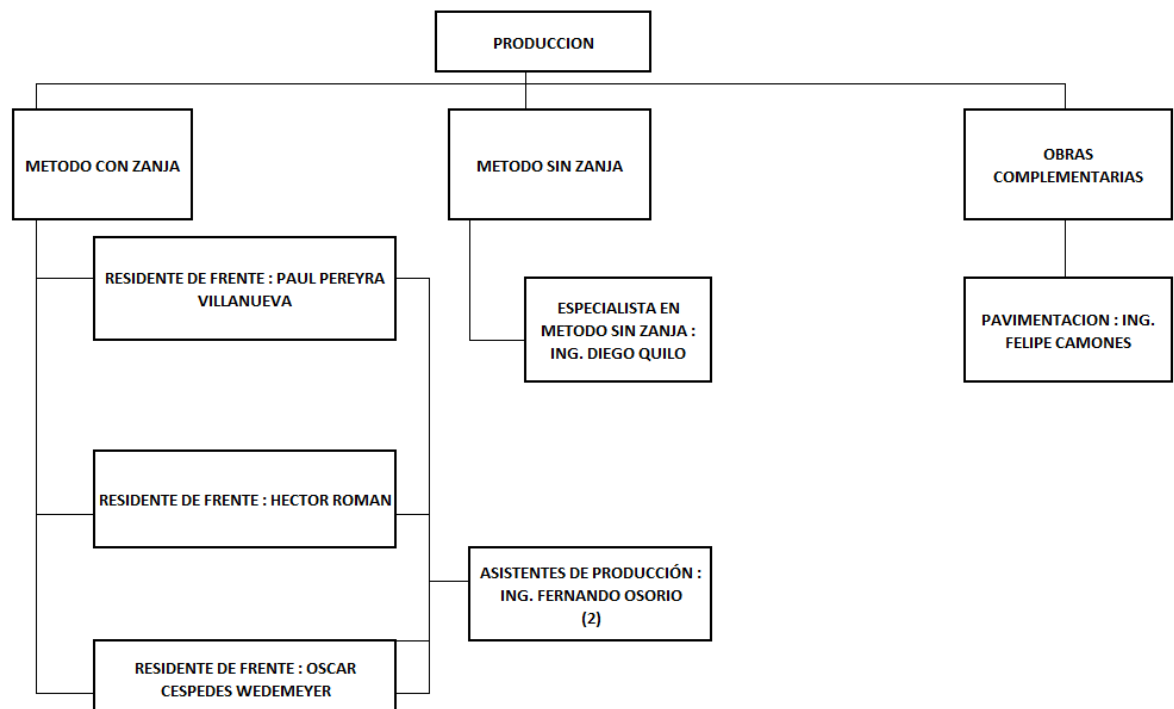 PRODUCCION
METODO CON ZANJA
METODO SIN ZANJA
OBRAS
COMPLEMENTARIAS
RESIDENTE DE FRENTE : PAUL PEREYRA
VILLANUEVA
ESPECIALISTA EN
METODO SIN ZANJA :
ING. DIEGO QUILO
PAVIMENTACION : ING.
FELIPE CAMONES
RESIDENTE DE FRENTE : HECTOR ROMAN
ASISTENTES DE PRODUCCIÓN :
ING. FERNANDO OSORIO
(2)
RESIDENTE DE FRENTE : OSCAR
CESPEDES WEDEMEYER